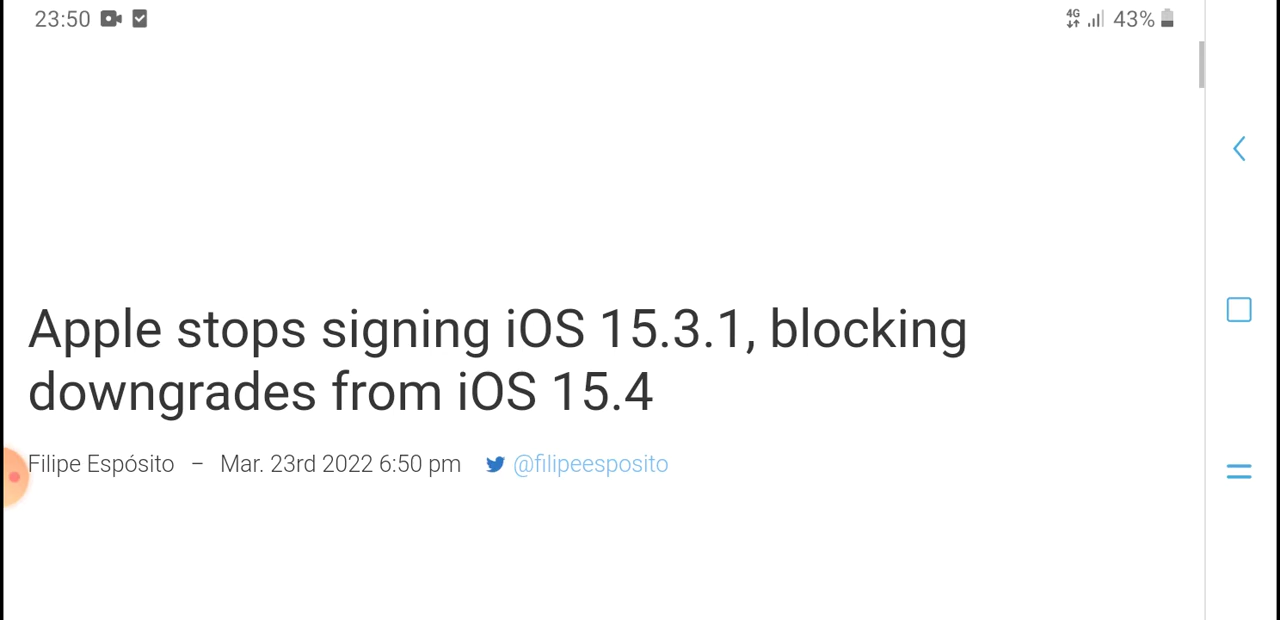 23:50
4G 43%
Apple stops signing iOS 15.3.1, blocking
downgrades from iOS 15.4
Filipe Espósito – Mar. 23rd 2022 6:50 pm @filipeesposito